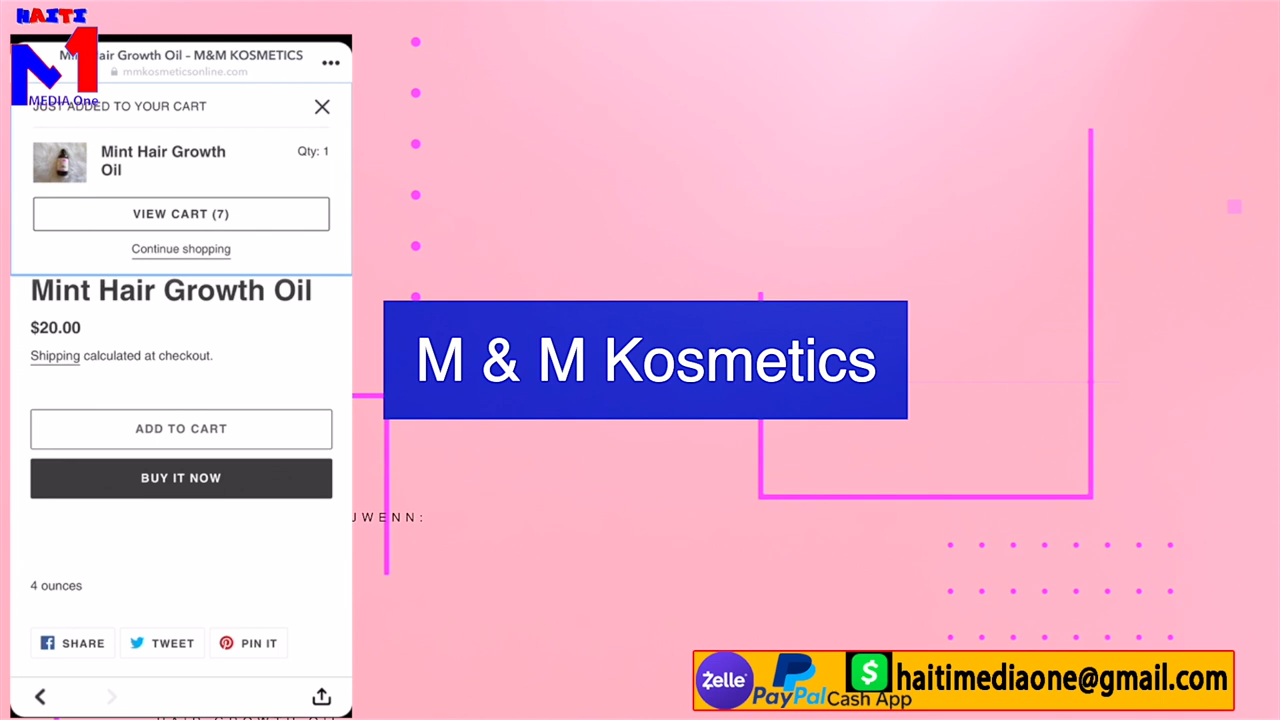 HAITI
M1
MEDIA One
Hair Growth Oil - M&M KOSMETICS
mmkosmeticsonline.com
JUST ADDED TO YOUR CART
Mint Hair Growth
Oil
Qty: 1
VIEW CART (7)
Continue shopping
Mint Hair Growth Oil
$20.00
Shipping calculated at checkout.
ADD TO CART
BUY IT NOW
JWENN:
4 ounces
SHARE
TWEET
PIN IT
M & M Kosmetics
Zelle
PayPal
$
Cash App
haitimediaone@gmail.com